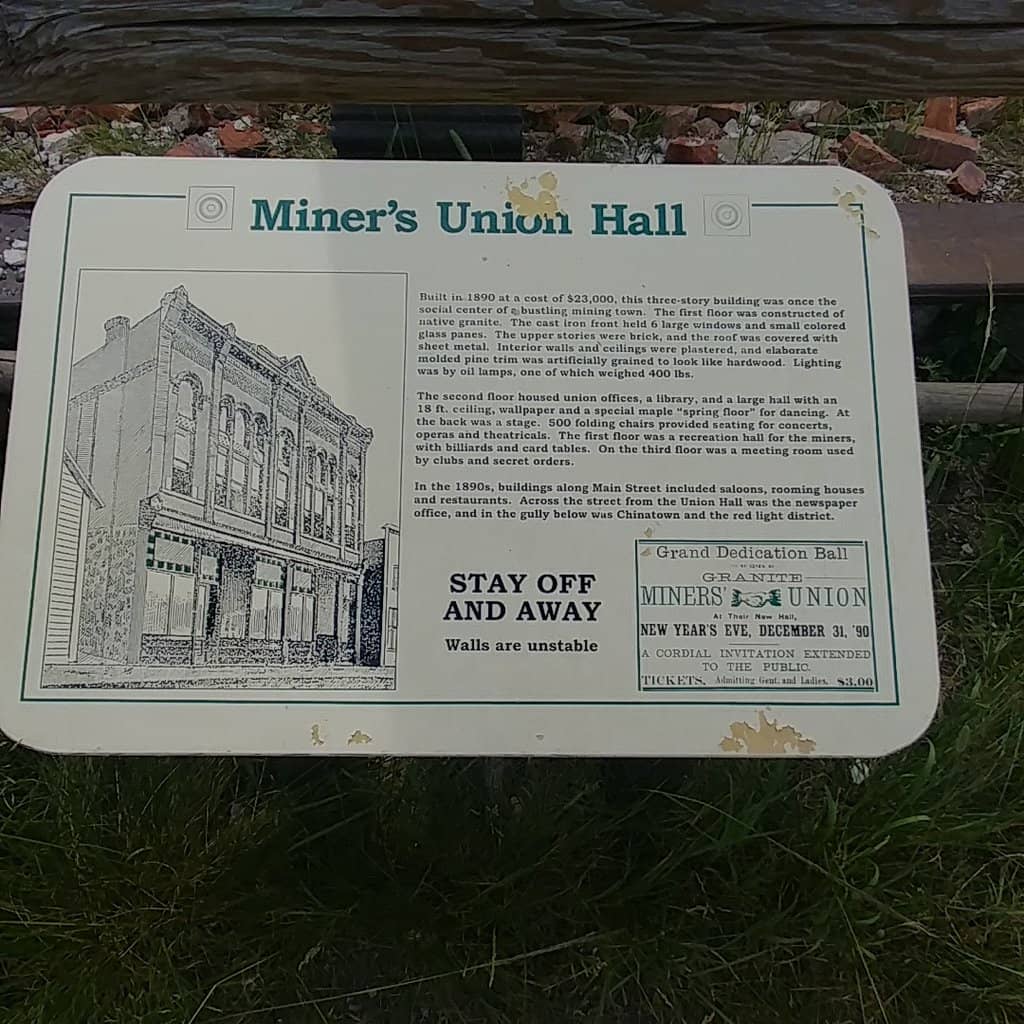 Miner's Union Hall
Built in 1890 at a cost of $23,000, this three-story building was once the
social center of a bustling mining town. The first floor was constructed of
native granite. The cast iron front held 6 large windows and small colored
glass panes. The upper stories were brick, and the roof was covered with
sheet metal. Interior walls and ceilings were plastered, and elaborate
molded pine trim was artificially grained to look like hardwood. Lighting
was by oil lamps, one of which weighed 400 lbs.
The second floor housed union offices, a library, and a large hall with an
18 ft. ceiling, wallpaper and a special maple "spring floor" for dancing. At
the back was a stage. 500 folding chairs provided seating for concerts,
operas and theatricals. The first floor was a recreation hall for the miners,
with billiards and card tables. On the third floor was a meeting room used
by clubs and secret orders.
In the 1890s, buildings along Main Street included saloons, rooming houses
and restaurants. Across the street from the Union Hall was the newspaper
office, and in the gully below was Chinatown and the red light district.
STAY OFF
AND AWAY
Walls are unstable
Grand Dedication Ball
GRANITE
MINERS' UNION
At Their New Hall,
NEW YEAR'S EVE, DECEMBER 31, '90
A CORDIAL INVITATION EXTENDED
TO THE PUBLIC.
TICKETS, Admitting Gent. and Ladies, $3.00